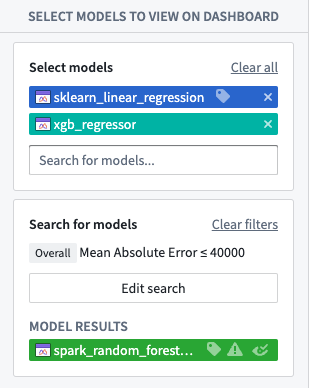 SELECT MODELS TO VIEW ON DASHBOARD
Select models
Clear all
sklearn_linear_regression
xgb_regressor
Search for models...
Search for models
Clear filters
Overall Mean Absolute Error ≤ 40000
Edit search
MODEL RESULTS
spark_random_forest...